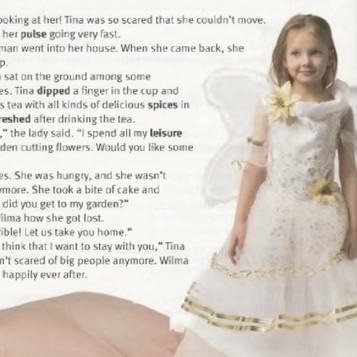 ooking at her! Tina was so scared that she couldn't move.
her pulse going very fast.
man went into her house. When she came back, she
p.
sat on the ground among some
es. Tina dipped a finger in the cup and
s tea with all kinds of delicious spices in
reshed after drinking the tea.
," the lady said. "I spend all my leisure
den cutting flowers. Would you like some
es. She was hungry, and she wasn't
ymore. She took a bite of cake and
did you get to my garden?"
ilma how she got lost.
ible! Let us take you home."
think that I want to stay with you," Tina
n't scared of big people anymore. Wilma
happily ever after.